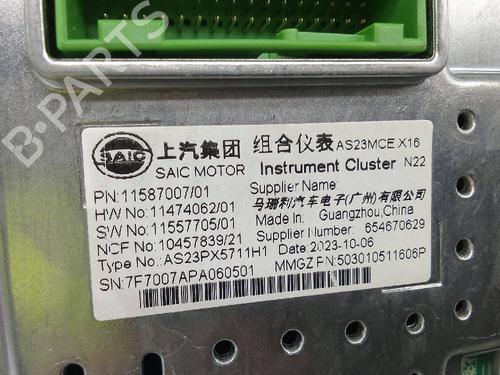 B-PARTS
SAIC
上汽集团 组合仪表 AS23MCE X16
SAIC MOTOR Instrument Cluster N22
PN:11587007/01 Supplier Name:
HW No:11474062/01 马瑞利汽车电子(广州)有限公司
SW No:11557705/01 Made In: Guangzhou,China
NCF No:10457839/21 Supplier Number: 654670629
Type No.:AS23PX5711H1 Date:2023-10-06
SN:7F7007APA060501 MMGZ PN:503010511606P